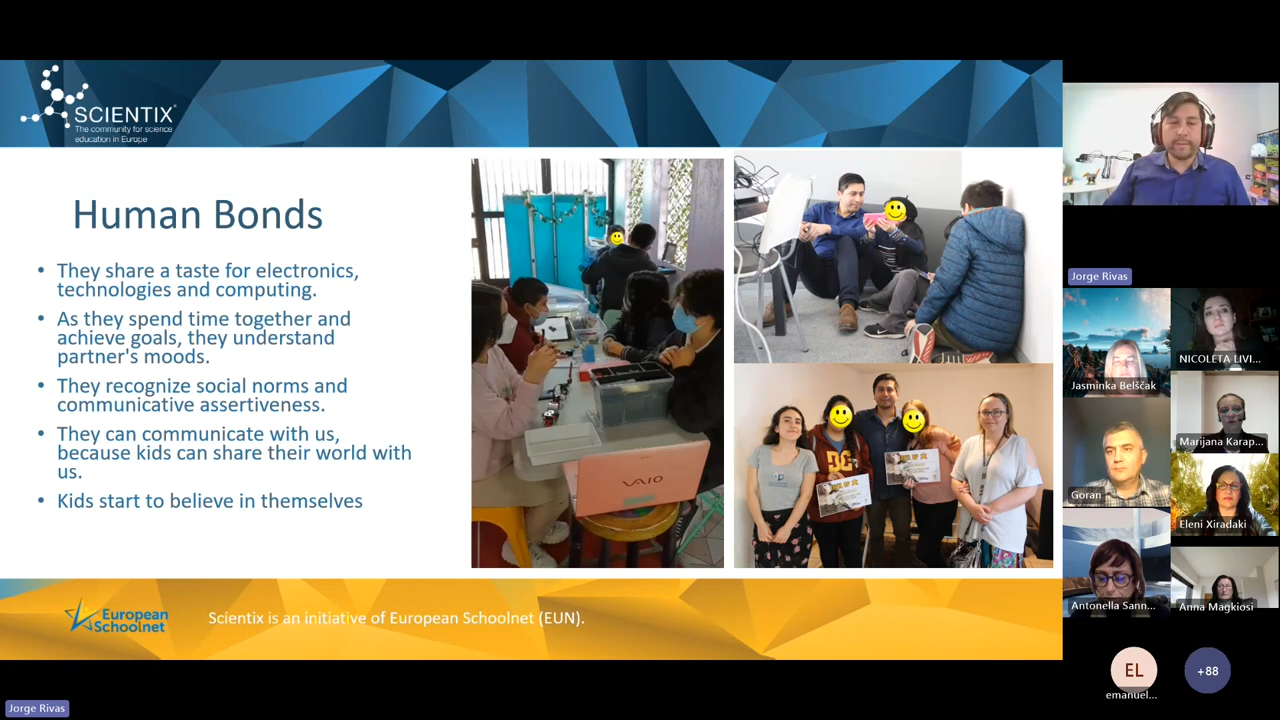 SCIENTIX
The community for science
education in Europe
Human Bonds
• They share a taste for electronics,
technologies and computing.
• As they spend time together and
achieve goals, they understand
partner's moods.
• They recognize social norms and
communicative assertiveness.
• They can communicate with us,
because kids can share their world with
us.
• Kids start to believe in themselves
VAIO
European
Schoolnet
Scientix is an initiative of European Schoolnet (EUN).
Jorge Rivas
Jorge Rivas
Jasminka Belščak
NICOLETA LIVI...
Goran
Marijana Karap...
Eleni Xiradaki
Antonella Sann...
Anna Magkiosi
EL
emanuel...
+88